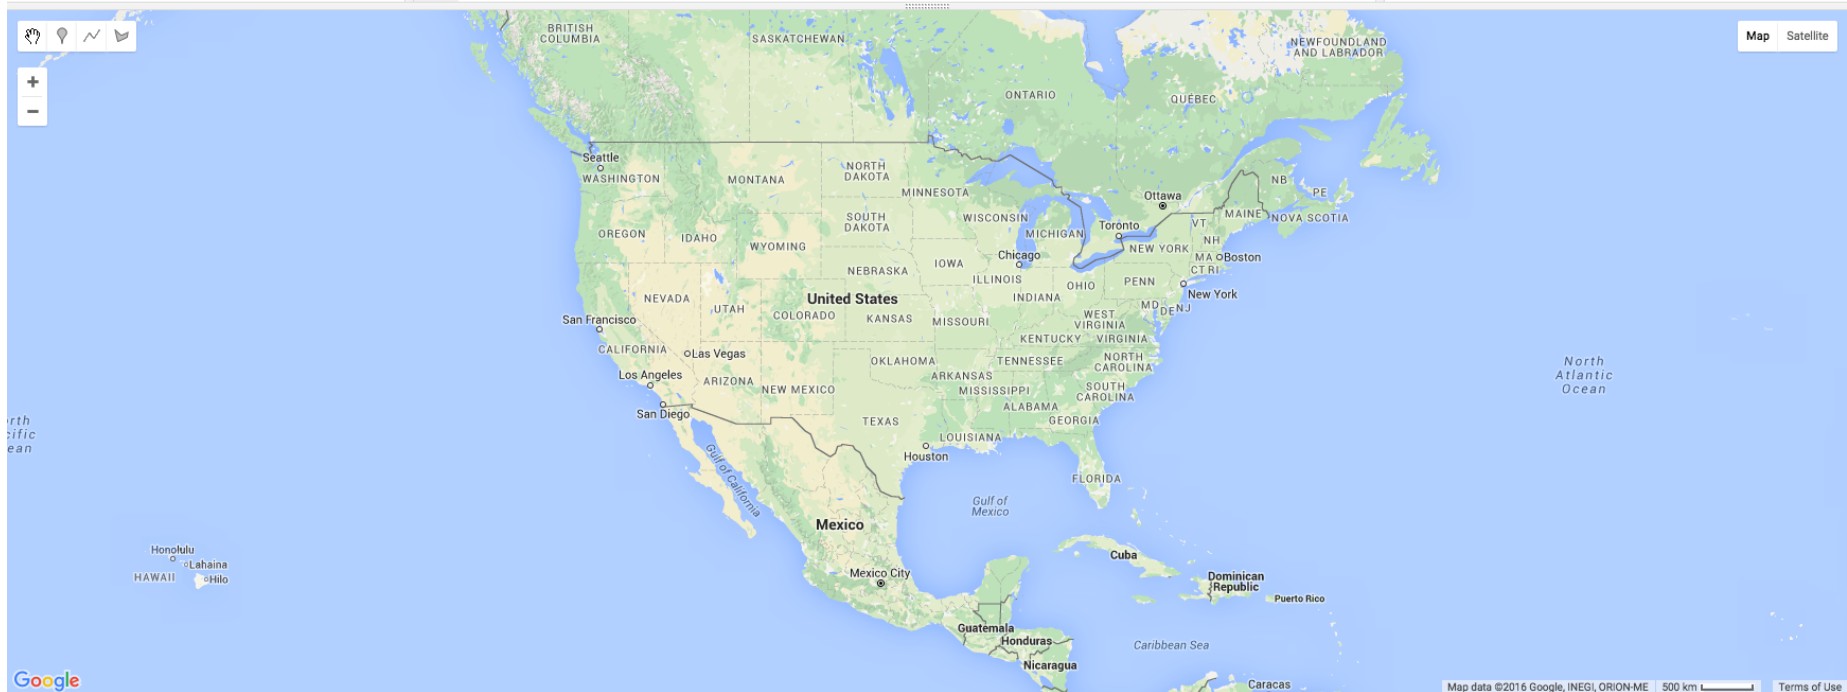 BRITISH
COLUMBIA
SASKATCHEWAN
NEWFOUNDLAND
AND LABRADOR
Map Satellite
ONTARIO
QUÉBEC
Seattle
WASHINGTON
MONTANA
NORTH
DAKOTA
MINNESOTA
Ottawa
NB
PE
OREGON
IDAHO
WYOMING
SOUTH
DAKOTA
WISCONSIN
MICHIGAN
Toronto
VT
MAINE
NOVA SCOTIA
NH
NEW YORK
MA
Boston
CT RI
Chicago
IOWA
NEBRASKA
ILLINOIS
INDIANA
OHIO
PENN
New York
NEVADA
UTAH
COLORADO
United States
KANSAS
MISSOURI
WEST
VIRGINIA
MD
DE
NJ
San Francisco
CALIFORNIA
Las Vegas
KENTUCKY
VIRGINIA
Los Angeles
ARIZONA
NEW MEXICO
OKLAHOMA
ARKANSAS
TENNESSEE
NORTH
CAROLINA
MISSISSIPPI
SOUTH
CAROLINA
San Diego
TEXAS
ALABAMA
GEORGIA
LOUISIANA
Houston
FLORIDA
North
Atlantic
Ocean
rth
cific
ean
Gulf of California
Gulf of
Mexico
Mexico
Mexico City
Cuba
Dominican
Republic
Puerto Rico
Honolulu
Lahaina
HAWAII
Hilo
Guatemala
Honduras
Nicaragua
Caribbean Sea
Caracas
Google
Map data ©2016 Google, INEGI, ORION-ME 500 km Terms of Use